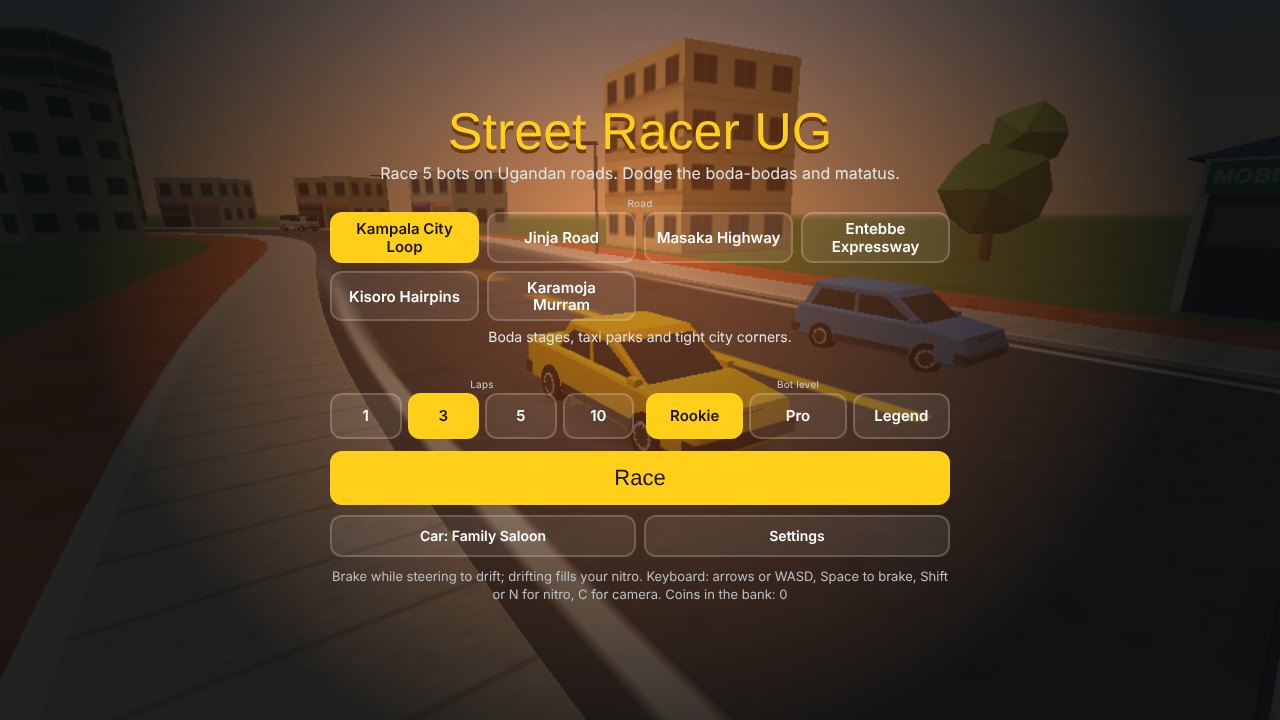 Street Racer UG
Race 5 bots on Ugandan roads. Dodge the boda-bodas and matatus.
Road
Kampala City
Loop
Jinja Road
Masaka Highway
Entebbe
Expressway
Kisoro Hairpins
Karamoja
Murram
Boda stages, taxi parks and tight city corners.
Laps
Bot level
1
3
5
10
Rookie
Pro
Legend
Race
Car: Family Saloon
Settings
Brake while steering to drift; drifting fills your nitro. Keyboard: arrows or WASD, Space to brake, Shift
or N for nitro, C for camera. Coins in the bank: 0